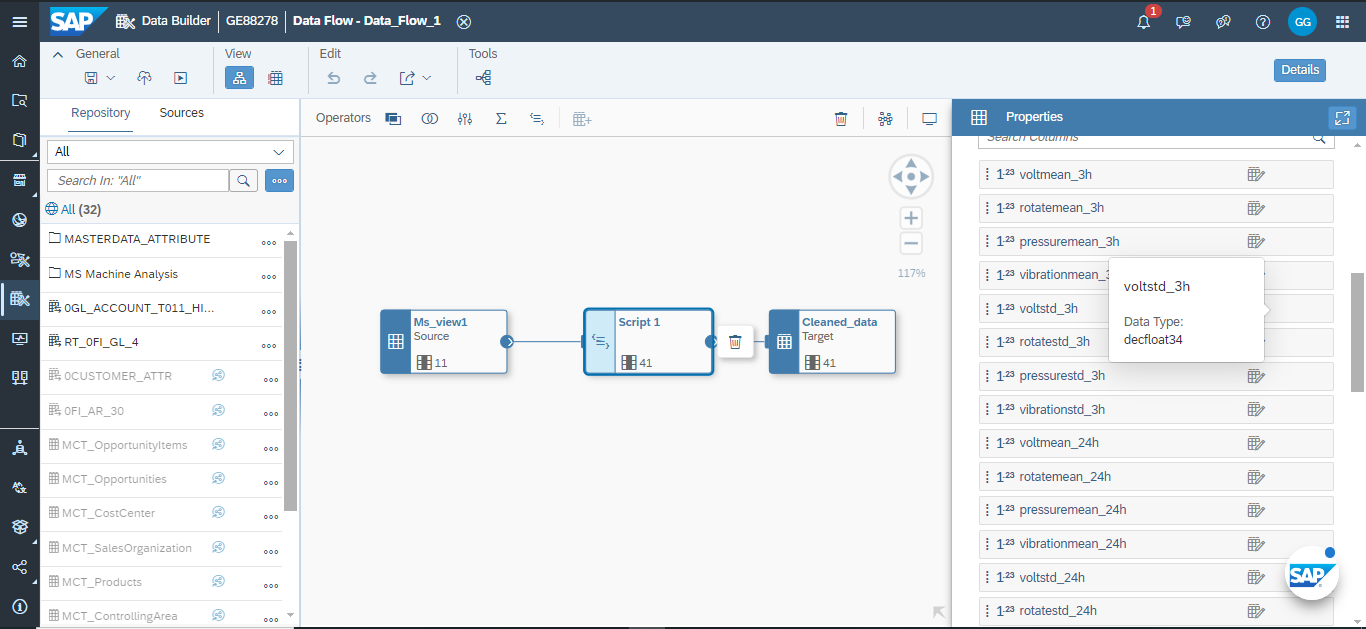 SAP Data Builder GE88278 Data Flow - Data_Flow_1 1 GG
General View Edit Tools
Details
Repository Sources
Operators
Properties
All
Search In: "All"
All (32)
MASTERDATA_ATTRIBUTE
MS Machine Analysis
0GL_ACCOUNT_T011_HI...
RT_0FI_GL_4
0CUSTOMER_ATTR
0FI_AR_30
MCT_OpportunityItems
MCT_Opportunities
MCT_CostCenter
MCT_SalesOrganization
MCT_Products
MCT_ControllingArea
117%
Ms_view1
Source
11
Script 1
41
Cleaned_data
Target
41
Search Columns
123 voltmean_3h
123 rotatemean_3h
123 pressuremean_3h
123 vibrationmean_3
123 voltstd_3h
123 rotatestd_3h
123 pressurestd_3h
123 vibrationstd_3h
123 voltmean_24h
123 rotatemean_24h
123 pressuremean_24h
123 vibrationmean_24h
123 voltstd_24h
123 rotatestd_24h
voltstd_3h
Data Type:
decfloat34
SAP